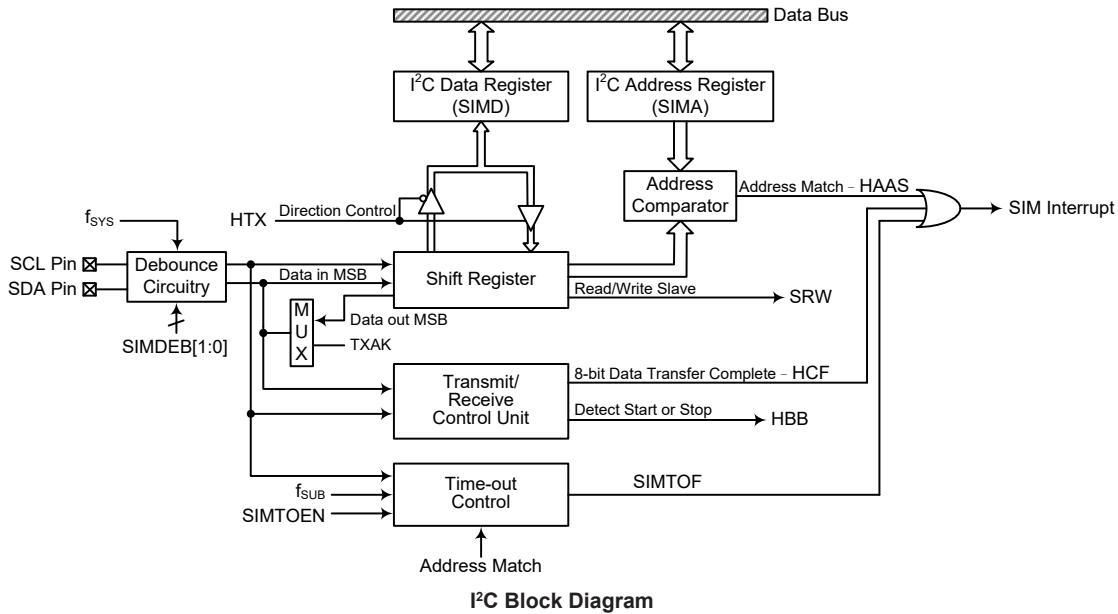 Data Bus
I²C Data Register
(SIMD)
I²C Address Register
(SIMA)
HTX
Direction Control
Address
Comparator
Address Match - HAAS
SIM Interrupt
fSYS
SCL Pin
SDA Pin
Debounce
Circuitry
SIMDEB[1:0]
Data in MSB
Shift Register
Read/Write Slave
SRW
M
U
X
Data out MSB
TXAK
Transmit/
Receive
Control Unit
8-bit Data Transfer Complete - HCF
Detect Start or Stop
HBB
fSUB
SIMTOEN
Time-out
Control
SIMTOF
Address Match
I²C Block Diagram